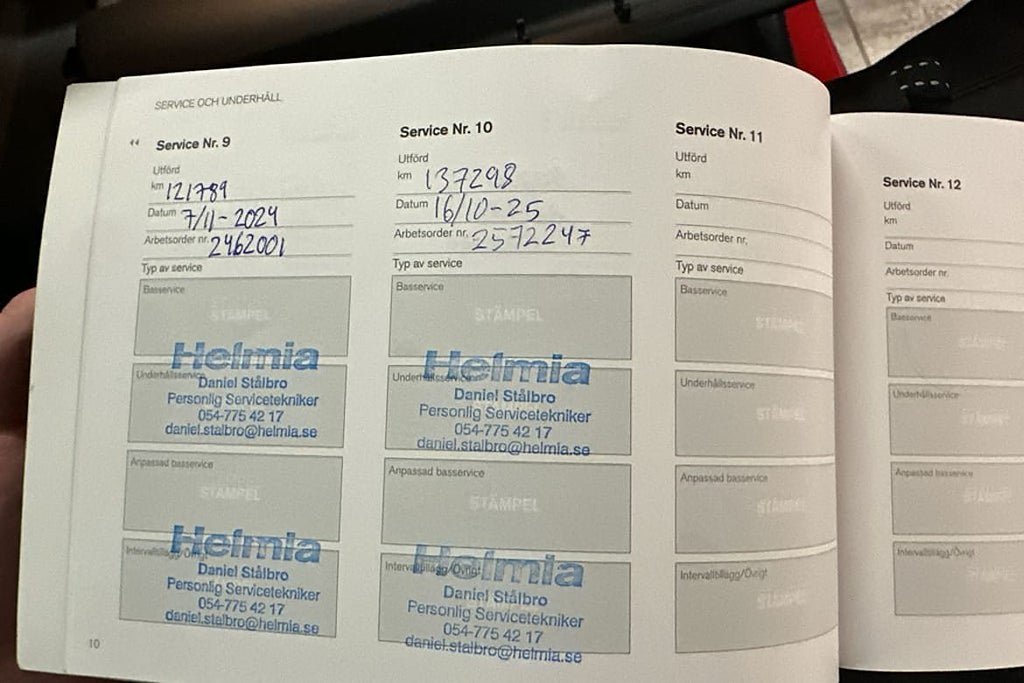 SERVICE OCH UNDERHÅLL
Service Nr. 9
Utförd
km 121789
Datum 7/11-2024
Arbetsorder nr. 2462001
Typ av service
Basservice
STÄMPEL
Helmia
Underhållsservice
Daniel Stålbro
Personlig Servicetekniker
054-775 42 17
daniel.stalbro@helmia.se
Anpassad basservice
STÄMPEL
Helmia
Intervalltillägg/Övrigt
Daniel Stålbro
Personlig Servicetekniker
054-775 42 17
daniel.stalbro@helmia.se
10
Service Nr. 10
Utförd
km 137298
Datum 16/10-25
Arbetsorder nr. 2572247
Typ av service
Basservice
STÄMPEL
Helmia
Underhållsservice
Daniel Stålbro
Personlig Servicetekniker
054-775 42 17
daniel.stalbro@helmia.se
Anpassad basservice
STÄMPEL
Helmia
Intervalltillägg/Övrigt
Daniel Stålbro
Personlig Servicetekniker
054-775 42 17
daniel.stalbro@helmia.se
Service Nr. 11
Utförd
km
Datum
Arbetsorder nr.
Typ av service
Basservice
STÄMPEL
Underhållsservice
STÄMPEL
Anpassad basservice
STÄMPEL
Intervalltillägg/Övrigt
STÄMPEL
Service Nr. 12
Utförd
km
Datum
Arbetsorder nr.
Typ av service
Basservice
STÄMPEL
Underhållsservice
STÄMPEL
Anpassad basservice
STÄMPEL
Intervalltillägg/Övrigt
STÄMPEL